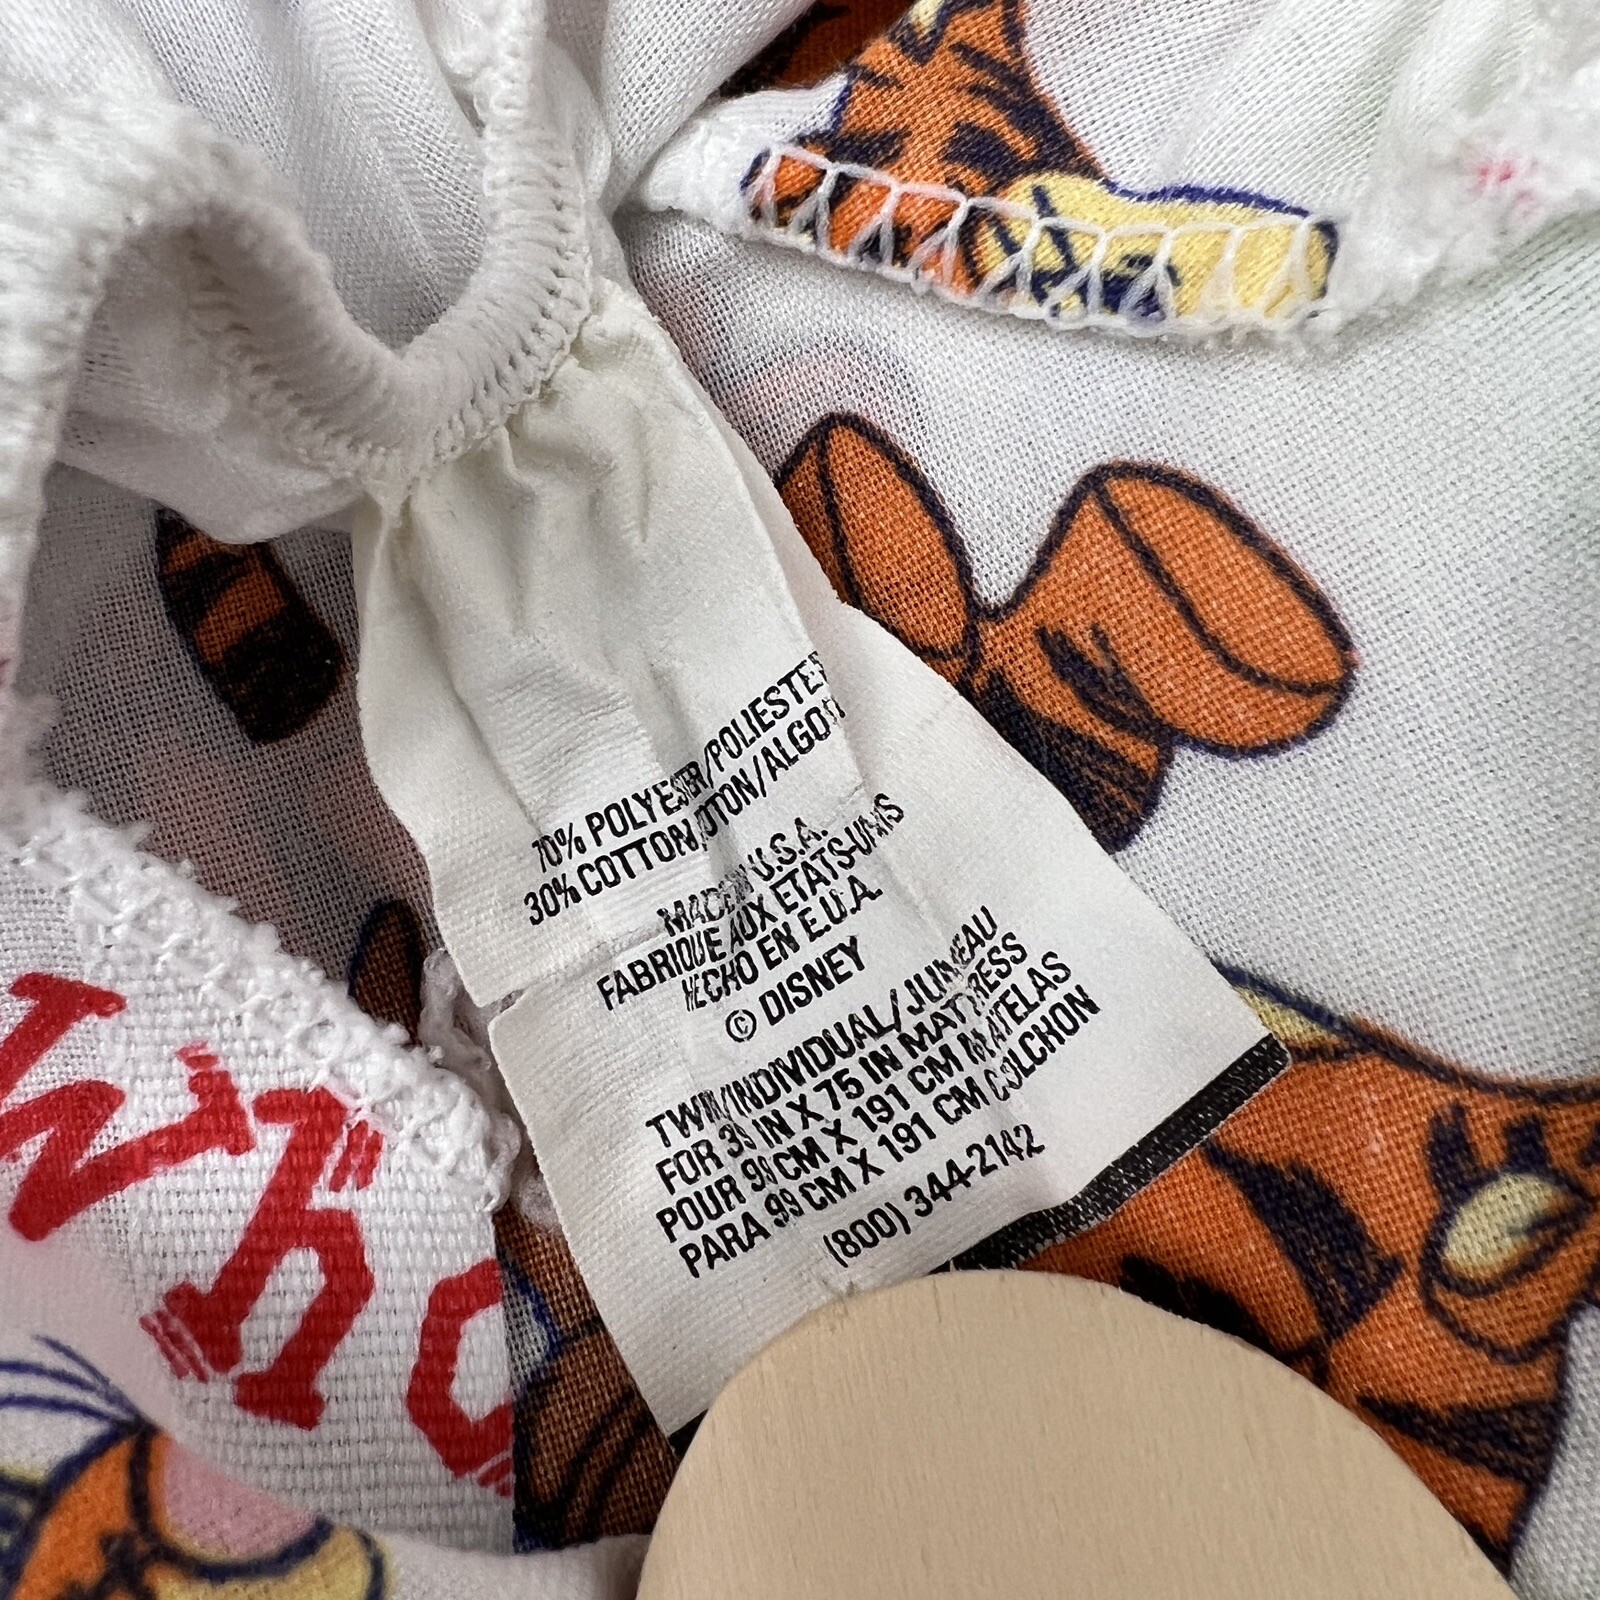 70% POLYESTER/POLIESTER
30% COTTON/COTON/ALGODON
MADE IN U.S.A.
FABRIQUE AUX ETATS-UNIS
HECHO EN E.U.A.
© DISNEY
TWIN/INDIVIDUAL/JUMEAU
FOR 39 IN X 75 IN MATTRESS
POUR 99 CM X 191 CM MATELAS
PARA 99 CM X 191 CM COLCHON
(800) 344-2142